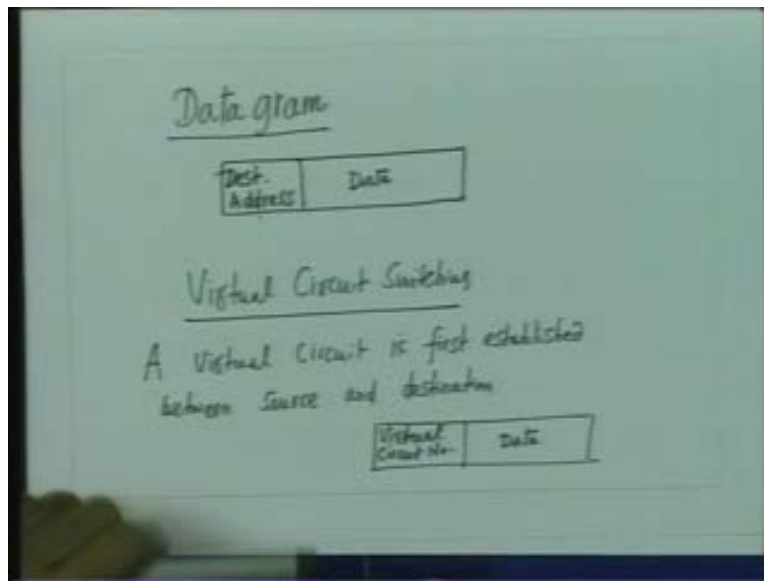 Datagram
Dest. Data
Address
Virtual Circuit Switching
A Virtual Circuit is first established
between Source and destination
Virtual Data
Circuit No.